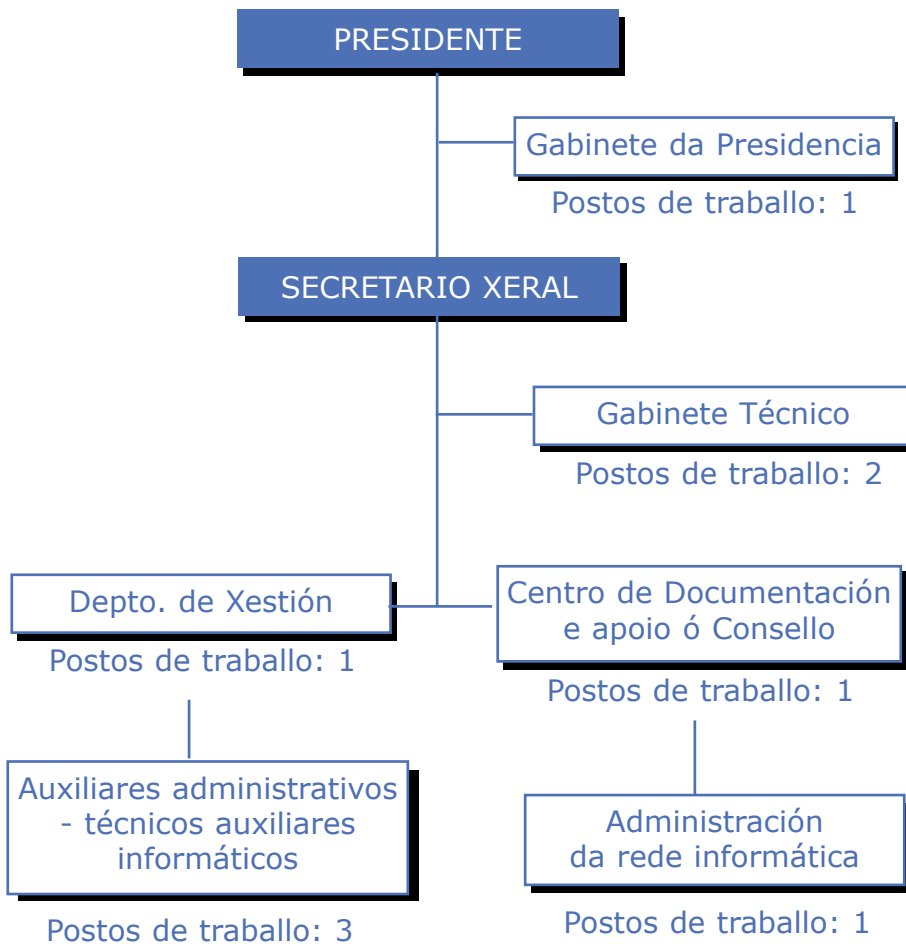 PRESIDENTE
Gabinete da Presidencia
Postos de traballo: 1
SECRETARIO XERAL
Gabinete Técnico
Postos de traballo: 2
Depto. de Xestión
Postos de traballo: 1
Centro de Documentación
e apoio ó Consello
Postos de traballo: 1
Auxiliares administrativos
- técnicos auxiliares
informáticos
Postos de traballo: 3
Administración
da rede informática
Postos de traballo: 1